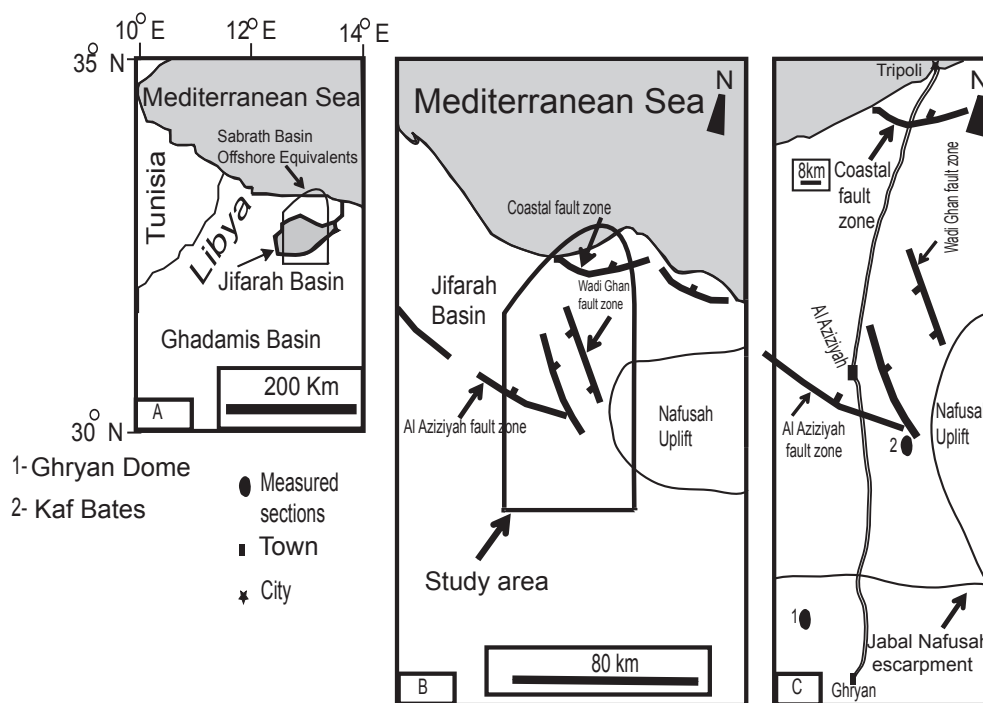 10° E
12° E
14° E
35° N
Mediterranean Sea
Sabrath Basin
Offshore Equivalents
Tunisia
Libya
Jifarah Basin
Ghadamis Basin
200 Km
A
30° N
1- Ghryan Dome
2- Kaf Bates
Measured
sections
Town
City
N
Mediterranean Sea
Coastal fault zone
Jifarah
Basin
Wadi Ghan
fault zone
Al Aziziyah fault zone
Nafusah
Uplift
Study area
80 km
B
Tripoli
N
8km
Coastal
fault
zone
Wadi Ghan fault zone
Al Aziziyah
Al Aziziyah
fault zone
Nafusah
Uplift
2
1
Jabal Nafusah
escarpment
C
Ghryan